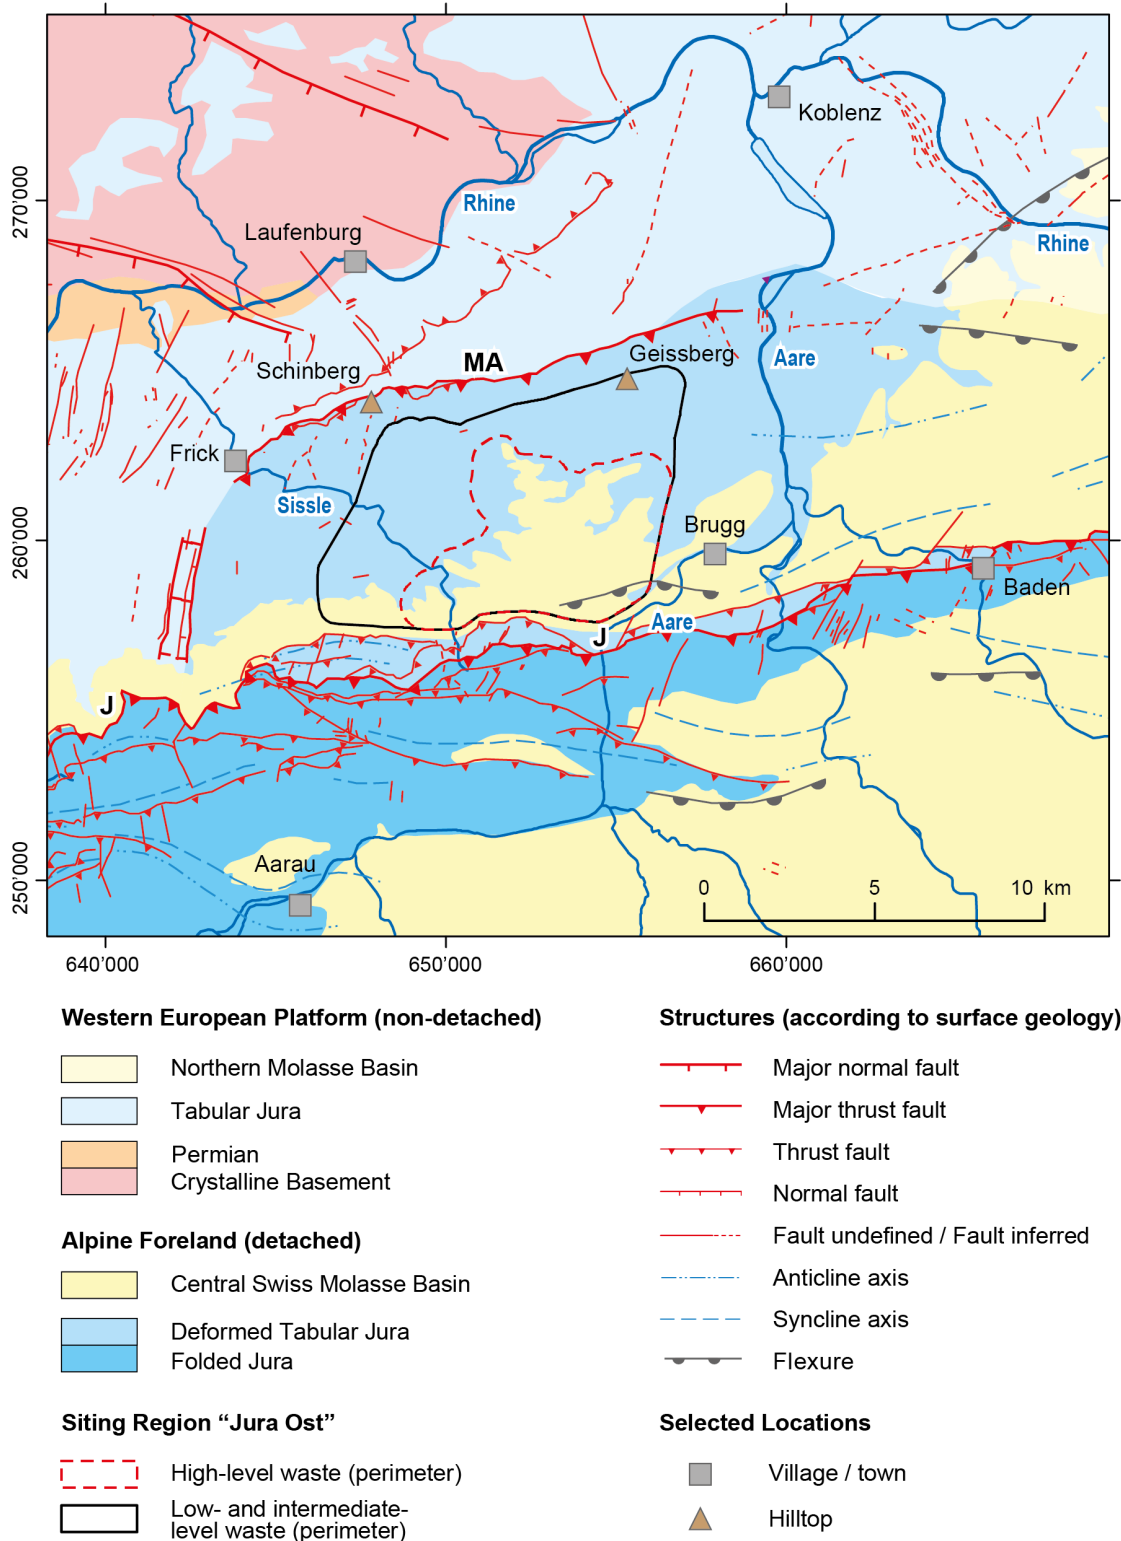 Koblenz
270'000
Rhine
Laufenburg
Rhine
Aare
MA
Geissberg
Schinberg
Frick
Sissle
Brugg
260'000
Baden
Aare
J
J
Aarau
250'000
0 5 10 km
640'000 650'000 660'000
Western European Platform (non-detached)
Northern Molasse Basin
Tabular Jura
Permian
Crystalline Basement
Alpine Foreland (detached)
Central Swiss Molasse Basin
Deformed Tabular Jura
Folded Jura
Siting Region “Jura Ost”
High-level waste (perimeter)
Low- and intermediate-
level waste (perimeter)
Structures (according to surface geology)
Major normal fault
Major thrust fault
Thrust fault
Normal fault
Fault undefined / Fault inferred
Anticline axis
Syncline axis
Flexure
Selected Locations
Village / town
Hilltop